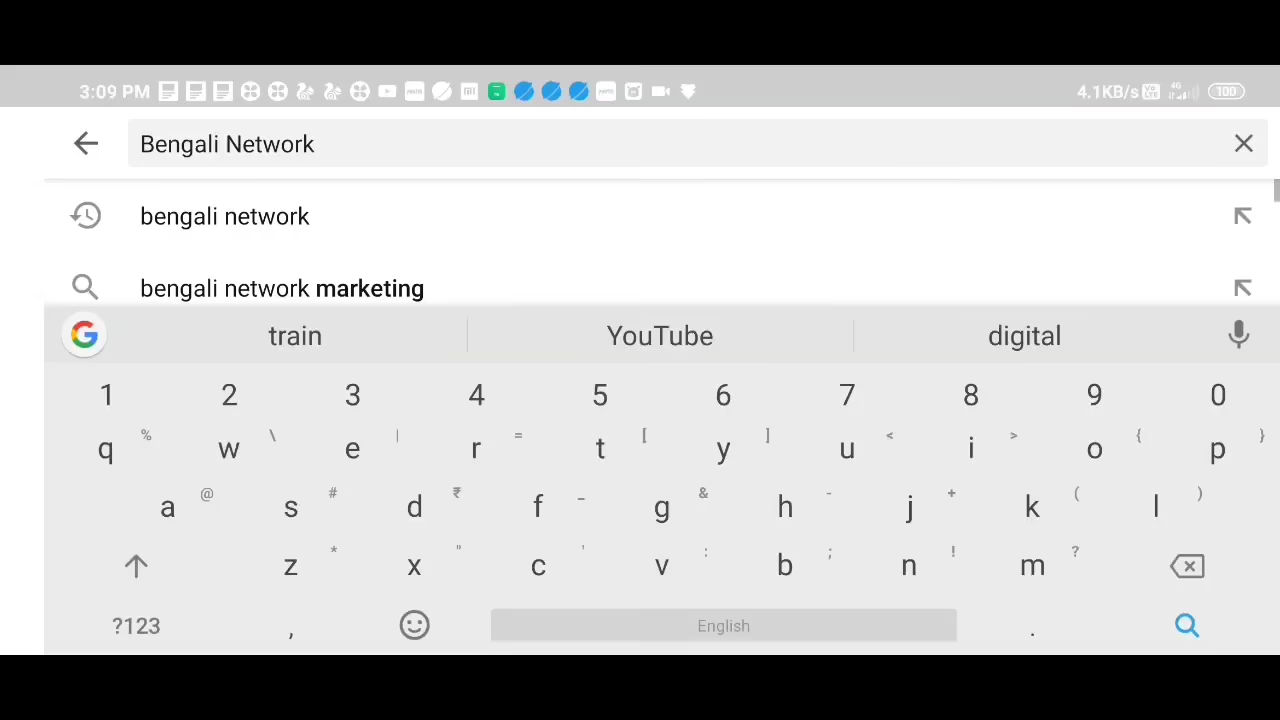 3:09 PM 4.1KB/s 4G 100
Bengali Network
bengali network
bengali network marketing
train YouTube digital
1 2 3 4 5 6 7 8 9 0
q % w \ e | r = t [ y ] u < i > o { p }
a @ s # d ₹ f _ g & h - j + k ( l )
z * x " c ' v : b ; n ! m ?
?123 , English .